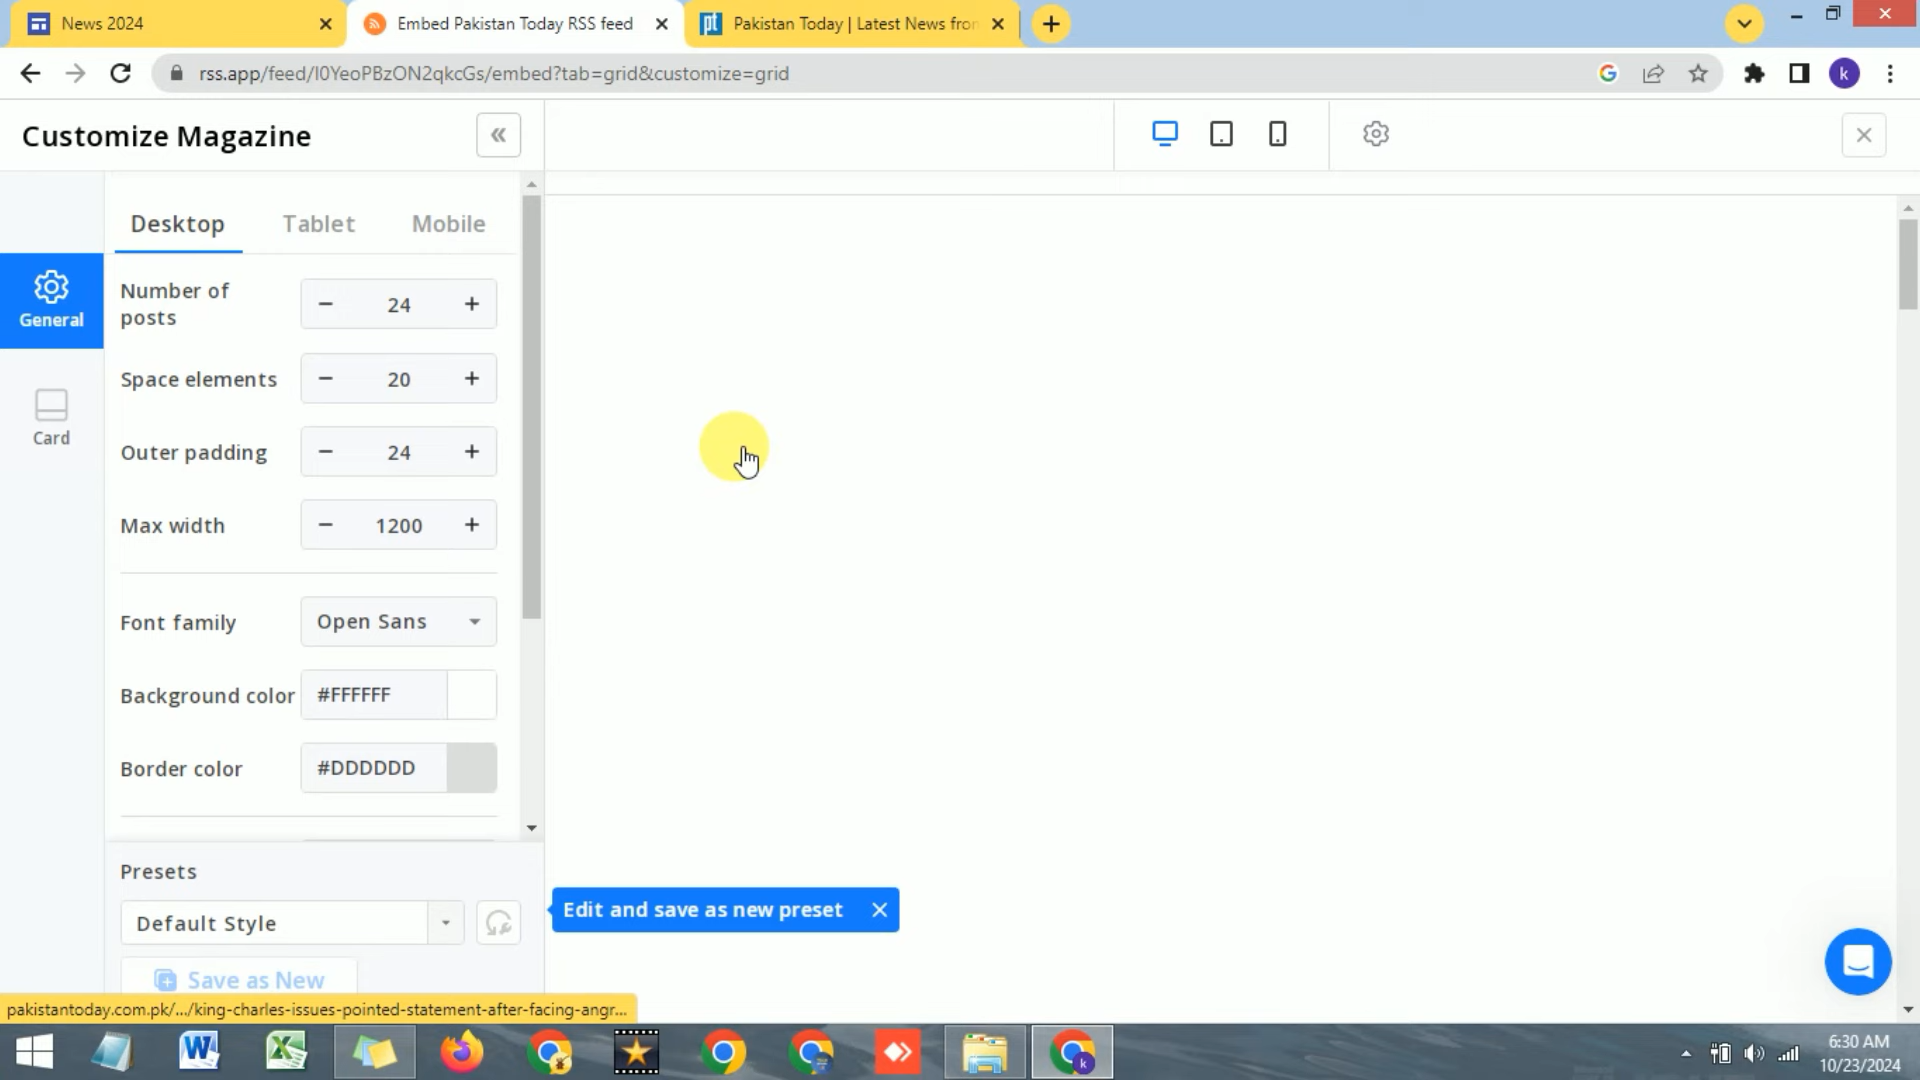 News 2024
Embed Pakistan Today RSS feed
Pakistan Today | Latest News fron
rss.app/feed/I0YeoPBzON2qkcGs/embed?tab=grid&customize=grid
k
Customize Magazine
Desktop Tablet Mobile
General
Card
Number of
posts
24
Space elements
20
Outer padding
24
Max width
1200
Font family
Open Sans
Background color
#FFFFFF
Border color
#DDDDDD
Presets
Default Style
Edit and save as new preset
Save as New
pakistantoday.com.pk/.../king-charles-issues-pointed-statement-after-facing-angr...
6:30 AM
10/23/2024